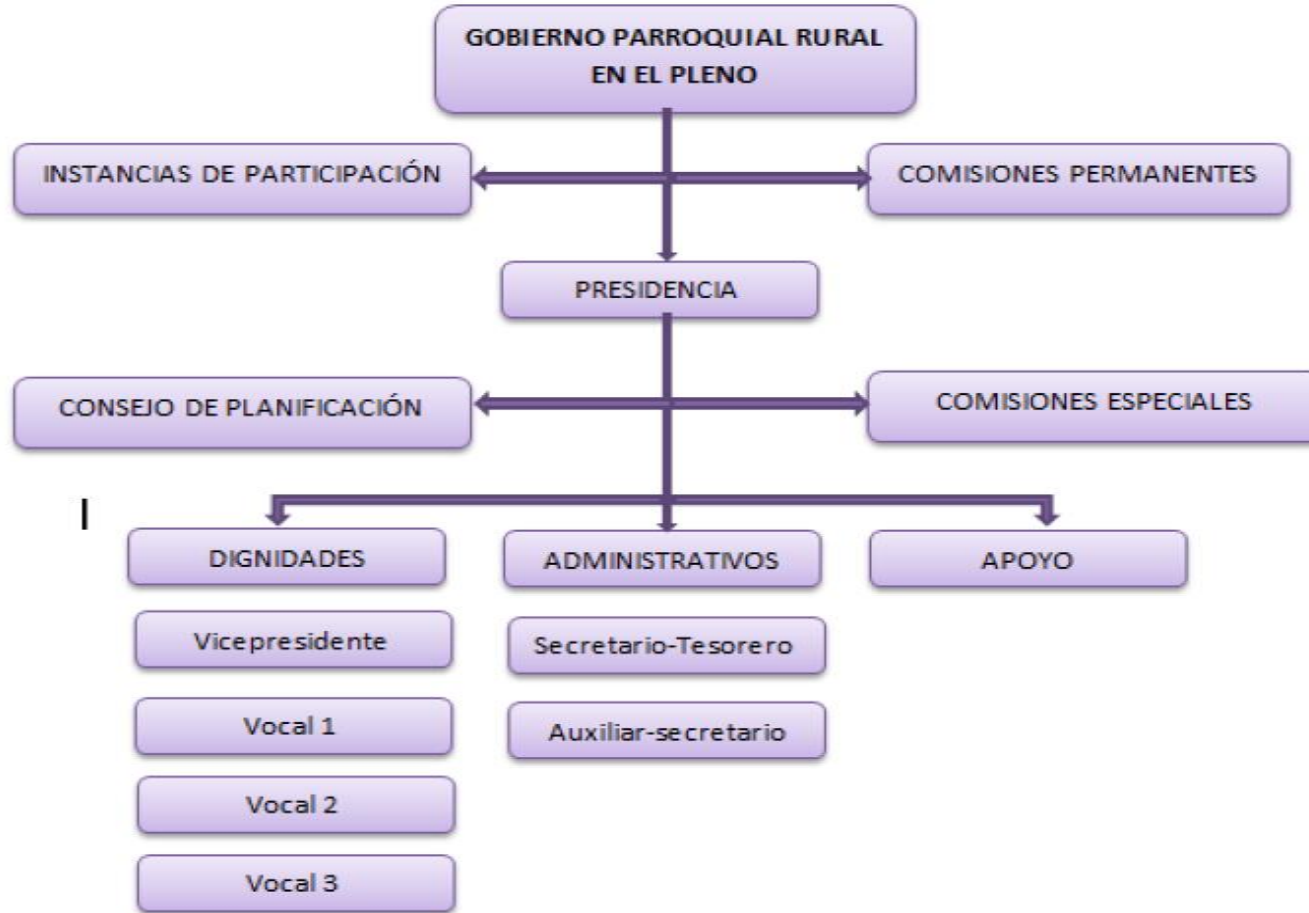 GOBIERNO PARROQUIAL RURAL
EN EL PLENO
INSTANCIAS DE PARTICIPACIÓN
COMISIONES PERMANENTES
PRESIDENCIA
CONSEJO DE PLANIFICACIÓN
COMISIONES ESPECIALES
DIGNIDADES
ADMINISTRATIVOS
APOYO
Vicepresidente
Secretario-Tesorero
Vocal 1
Auxiliar-secretario
Vocal 2
Vocal 3